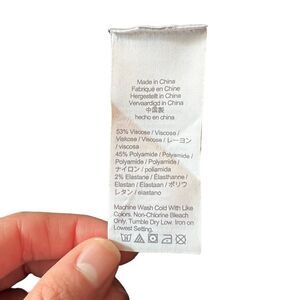 Made in China
Fabriqué en Chine
Hergestellt in China
Vervaardigd in China
中国製
hecho en china
53% Viscose / Viscose /
Viskose / Viscose / レーヨン
/ viscosa
45% Polyamide / Polyamide /
Polyamide / Polyamide /
ナイロン / poliamida
2% Elastane / Élasthanne /
Elastan / Elastaan / ポリウ
レタン / elastano
Machine Wash Cold With Like
Colors. Non-Chlorine Bleach
Only. Tumble Dry Low. Iron on
Lowest Setting.